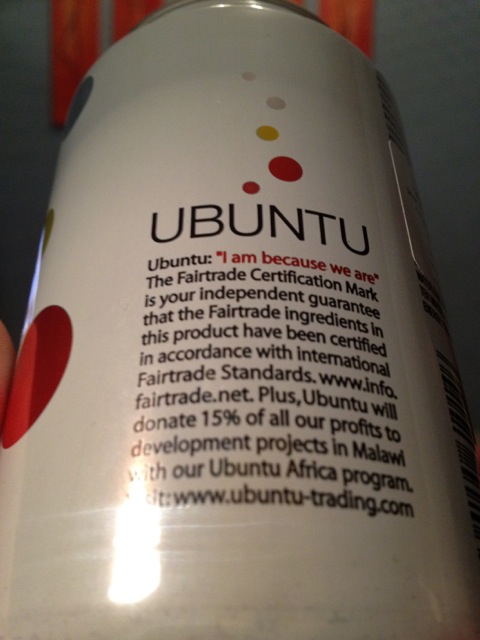 UBUNTU
Ubuntu: "I am because we are"
The Fairtrade Certification Mark
is your independent guarantee
that the Fairtrade ingredients in
this product have been certified
in accordance with international
Fairtrade Standards. www.info.
fairtrade.net. Plus, Ubuntu will
donate 15% of all our profits to
development projects in Malawi
with our Ubuntu Africa program.
www.ubuntu-trading.com